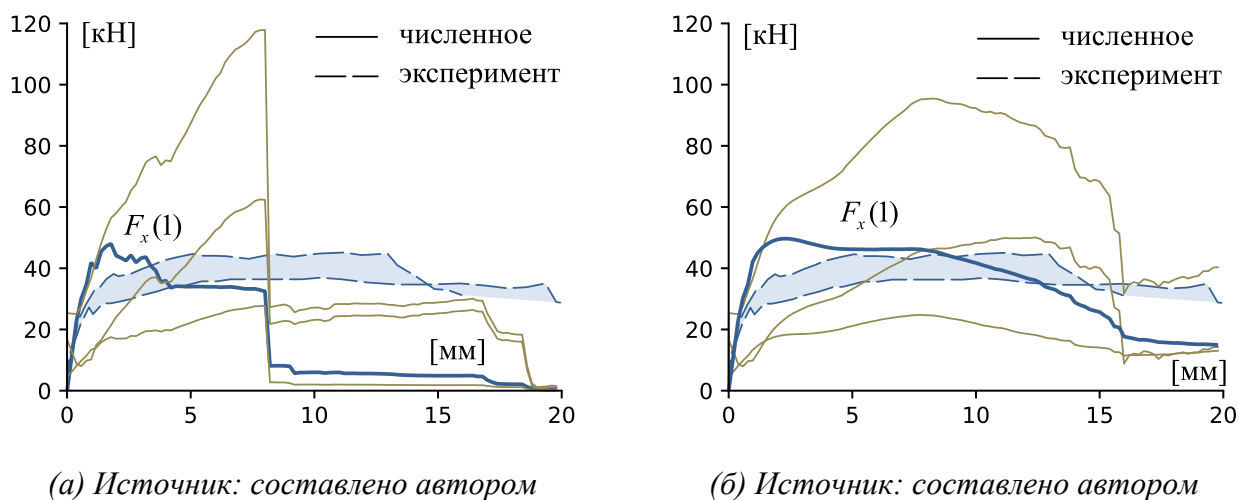 120
[кН]
численное
100
эксперимент
80
60
Fₓ(1)
40
20
[мм]
0
0 5 10 15 20
(а) Источник: составлено автором
120
[кН]
численное
100
эксперимент
80
60
Fₓ(1)
40
20
[мм]
0
0 5 10 15 20
(б) Источник: составлено автором